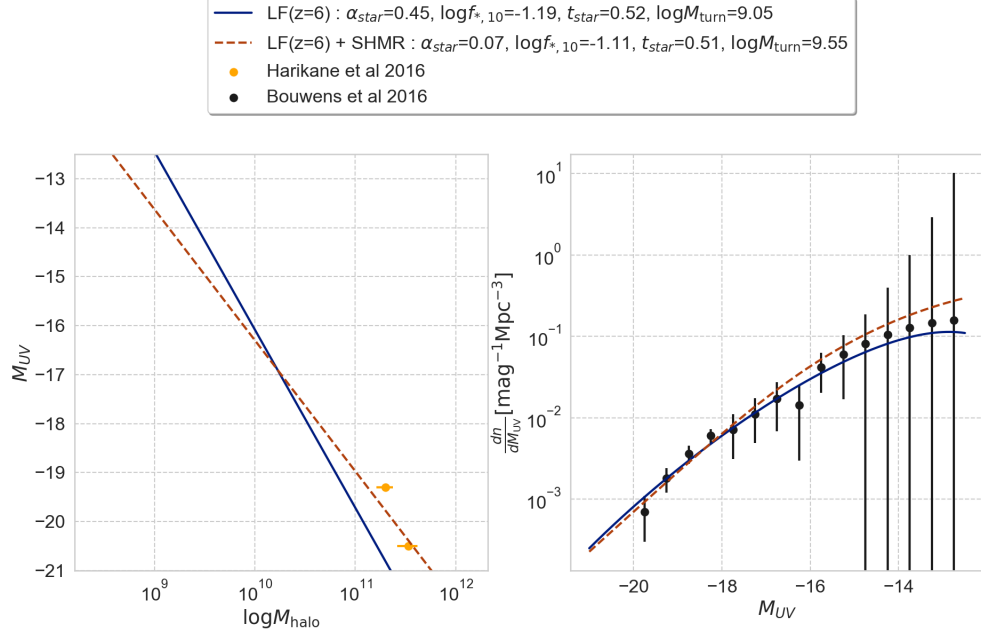 LF(z=6) : α_star=0.45, logf_*,10=-1.19, t_star=0.52, logM_turn=9.05
LF(z=6) + SHMR : α_star=0.07, logf_*,10=-1.11, t_star=0.51, logM_turn=9.55
Harikane et al 2016
Bouwens et al 2016
M_UV
−13
−14
−15
−16
−17
−18
−19
−20
−21
10^9
10^10
10^11
10^12
logM_halo
dn/dM_UV [mag^−1Mpc^−3]
10^1
10^0
10^−1
10^−2
10^−3
−20
−18
−16
−14
M_UV